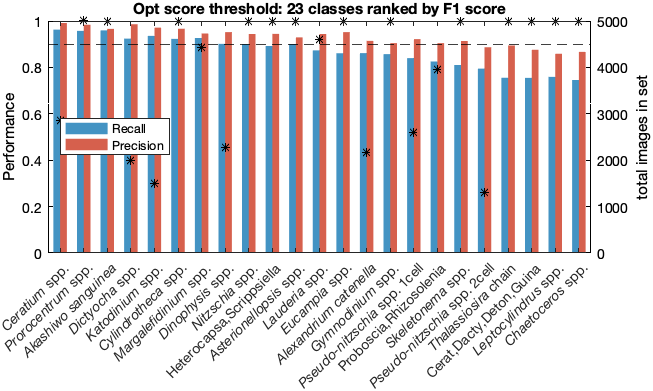 Opt score threshold: 23 classes ranked by F1 score
Performance
1
0.8
0.6
0.4
0.2
0
5000
4000
3000
2000
1000
0
total images in set
Recall
Precision
Ceratium spp.
Prorocentrum spp.
Akashiwo sanguinea
Dictyocha spp.
Katodinium spp.
Cylindrotheca spp.
Margalefidinium spp.
Dinophysis spp.
Nitzschia spp.
Heterocapsa,Scrippsiella
Asterionellopsis spp.
Lauderia spp.
Eucampia spp.
Alexandrium catenella
Gymnodinium spp.
Pseudo-nitzschia spp. 1cell
Proboscia,Rhizosolenia
Skeletonema spp.
Pseudo-nitzschia spp. 2cell
Thalassiosira chain
Cerat,Dacty,Deton,Guina
Leptocylindrus spp.
Chaetoceros spp.